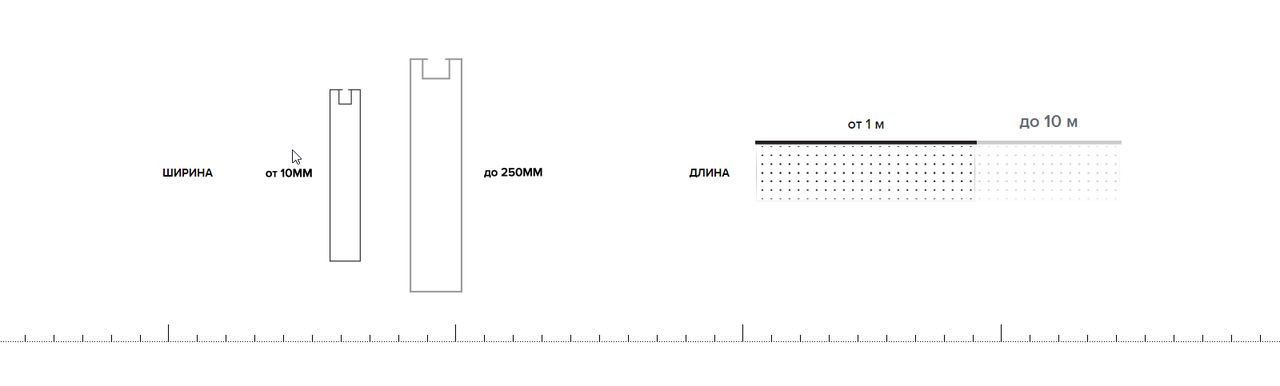 ШИРИНА
от 10ММ
до 250ММ
ДЛИНА
от 1 м
до 10 м